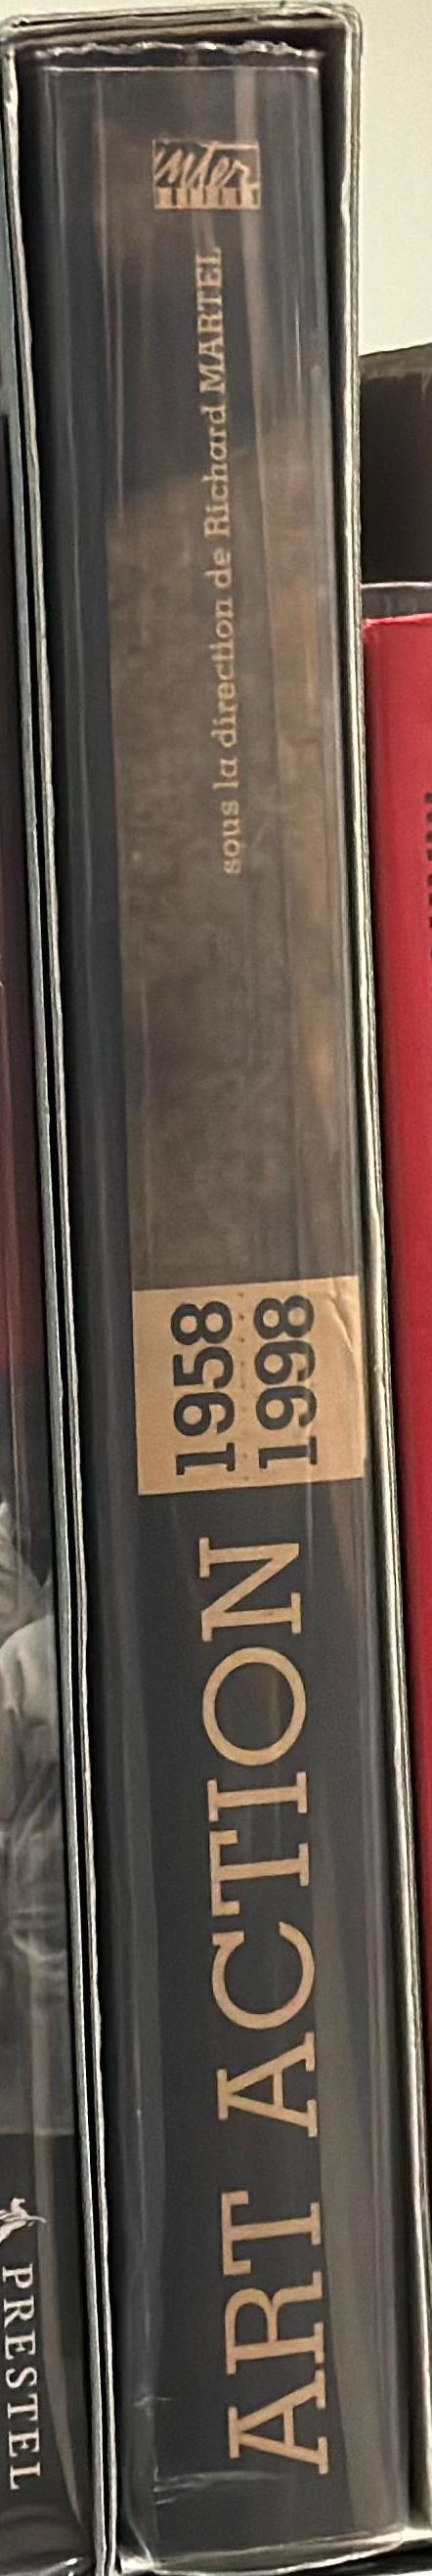 ART ACTION
1958
1998
sous la direction de Richard MARTEL
inter
PRESTEL